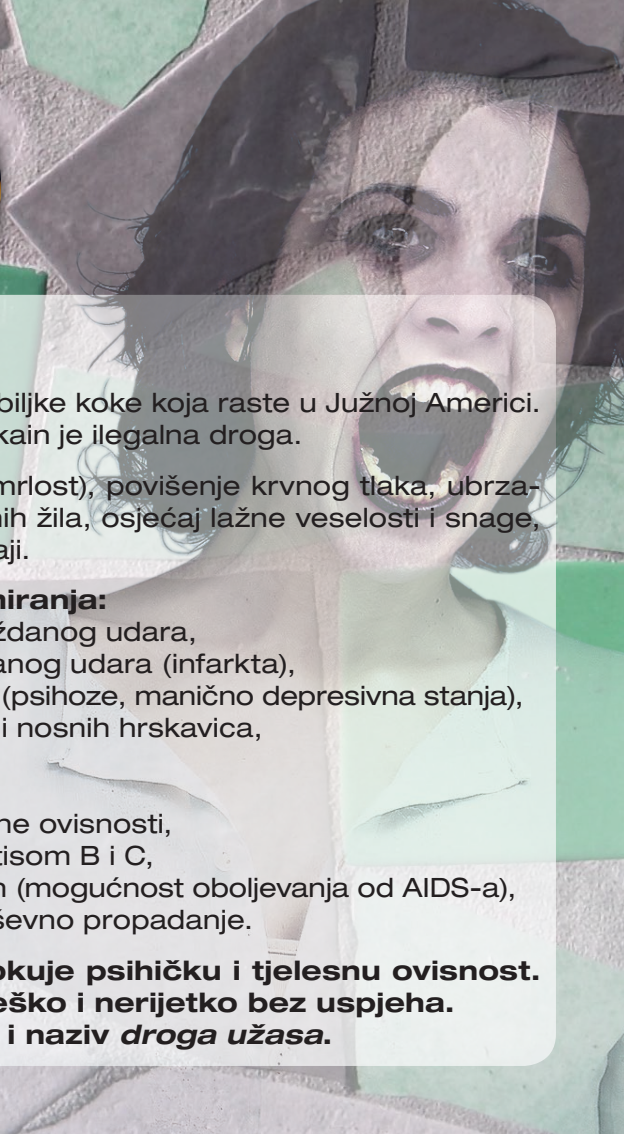 biljke koke koja raste u Južnoj Americi.
kain je ilegalna droga.
mrlost), povišenje krvnog tlaka, ubrza-
nih žila, osjećaj lažne veselosti i snage,
aji.
niranja:
ždanog udara,
anog udara (infarkta),
(psihoze, manično depresivna stanja),
i nosnih hrskavica,
ne ovisnosti,
tisom B i C,
(mogućnost oboljevanja od AIDS-a),
ševno propadanje.
okuje psihičku i tjelesnu ovisnost.
eško i nerijetko bez uspjeha.
i naziv droga užasa.